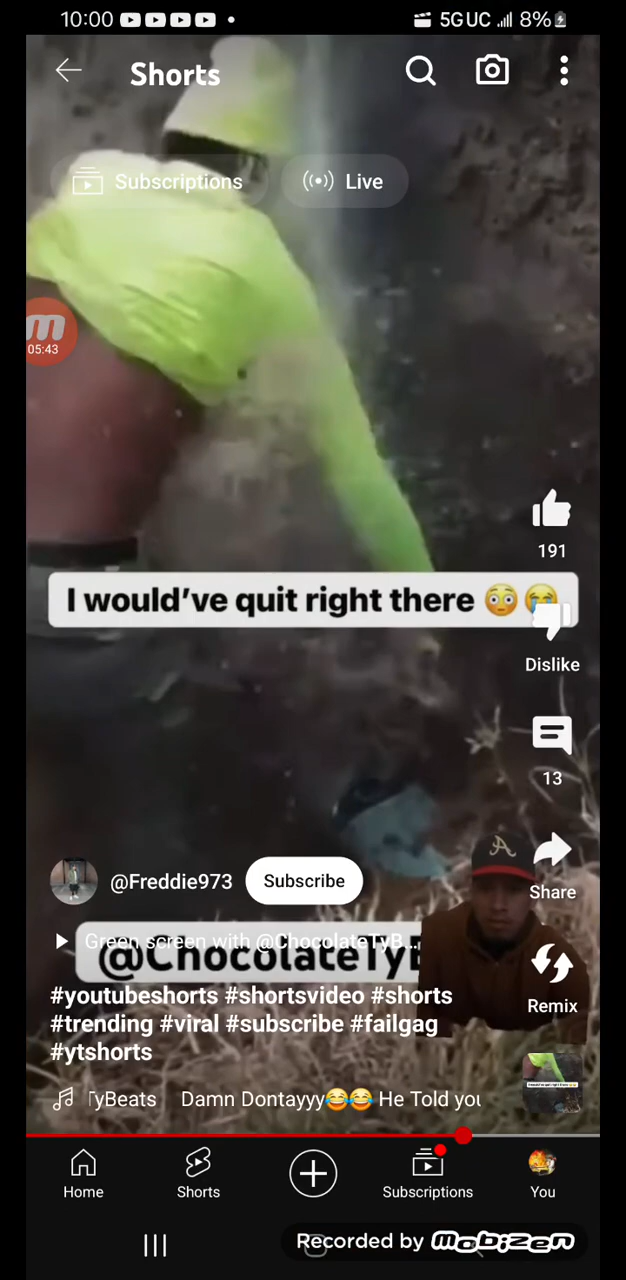 10:00
5G UC
8%
Shorts
Subscriptions
Live
m
05:43
191
I would've quit right there 😳😭
Dislike
13
A
@Freddie973
Subscribe
Share
Green screen with @ChocolateTyB...
@ChocolateTyB
#youtubeshorts #shortsvideo #shorts
#trending #viral #subscribe #failgag
#ytshorts
Remix
TyBeats Damn Dontayyy😂😂 He Told you
Home
Shorts
Subscriptions
You
Recorded by mobizen